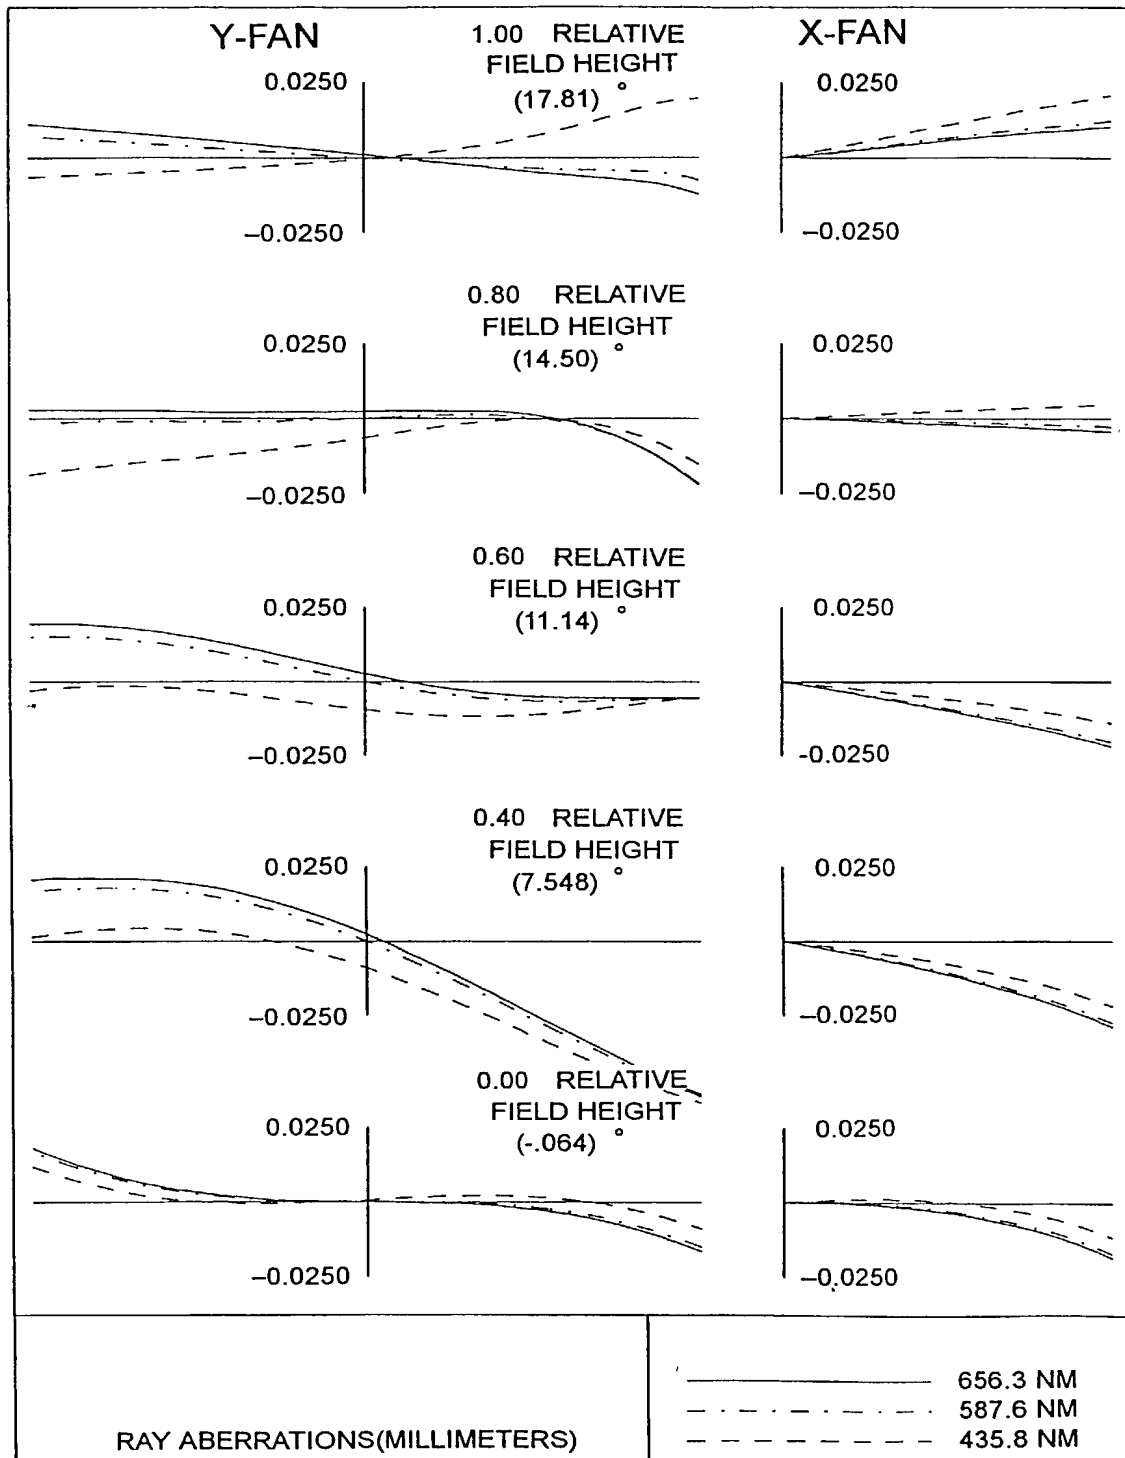 Y-FAN
1.00 RELATIVE
FIELD HEIGHT
(17.81) °
X-FAN
0.0250
0.0250
–0.0250
–0.0250
0.80 RELATIVE
FIELD HEIGHT
(14.50) °
0.0250
0.0250
–0.0250
–0.0250
0.60 RELATIVE
FIELD HEIGHT
(11.14) °
0.0250
0.0250
–0.0250
-0.0250
0.40 RELATIVE
FIELD HEIGHT
(7.548) °
0.0250
0.0250
–0.0250
–0.0250
0.00 RELATIVE
FIELD HEIGHT
(-.064) °
0.0250
0.0250
–0.0250
–0.0250
RAY ABERRATIONS(MILLIMETERS)
656.3 NM
587.6 NM
435.8 NM